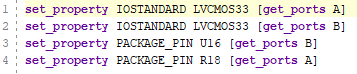 1 set_property IOSTANDARD LVCMOS33 [get_ports A]
2 set_property IOSTANDARD LVCMOS33 [get_ports B]
3 set_property PACKAGE_PIN U16 [get_ports B]
4 set_property PACKAGE_PIN R18 [get_ports A]